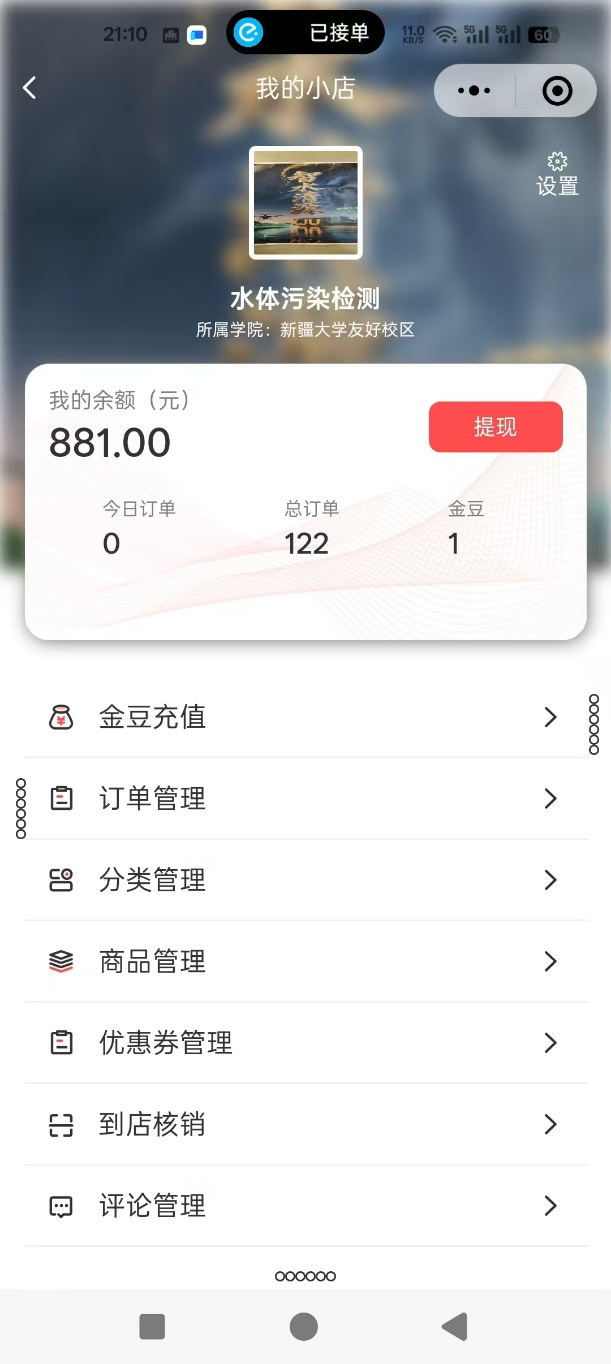 21:10
已接单
11.0
KB/S
5G
5G
60
我的小店
设置
水体污染检测
所属学院：新疆大学友好校区
我的余额（元）
881.00
提现
今日订单
总订单
金豆
0
122
1
金豆充值
订单管理
分类管理
商品管理
优惠券管理
到店核销
评论管理